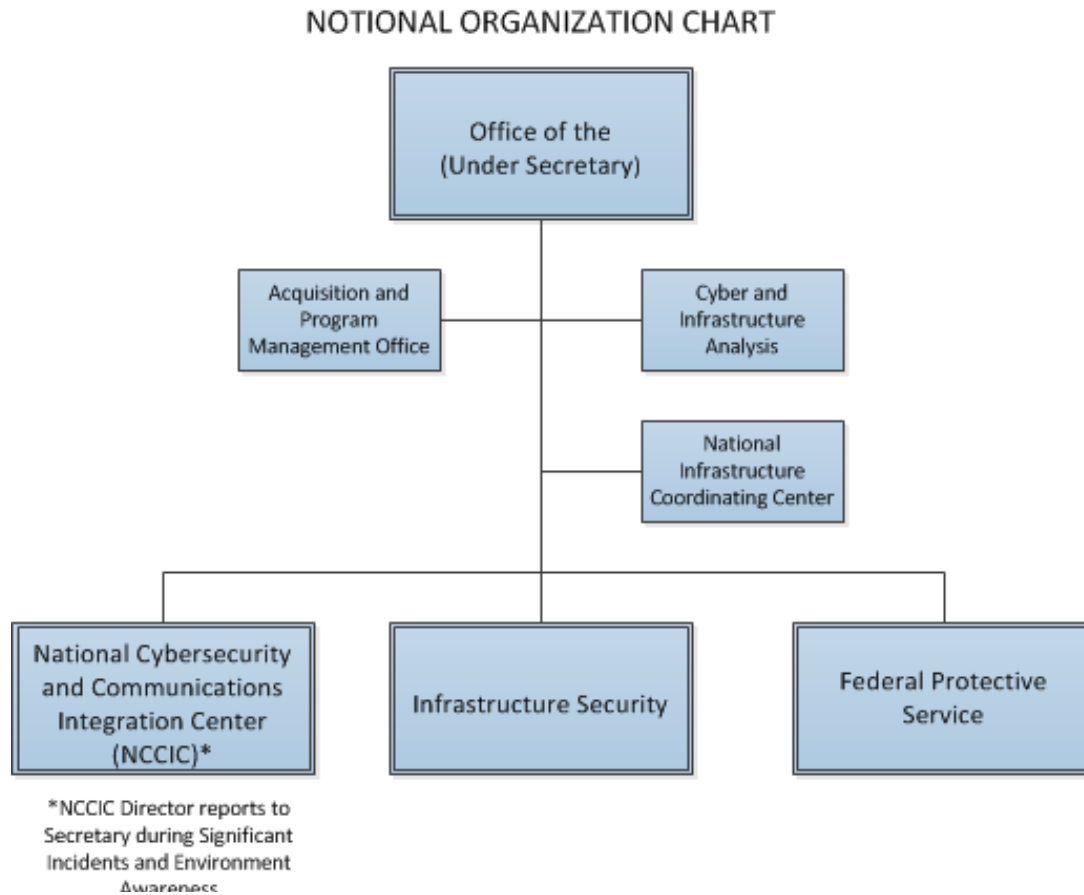 NOTIONAL ORGANIZATION CHART
Office of the
(Under Secretary)
Acquisition and
Program
Management Office
Cyber and
Infrastructure
Analysis
National
Infrastructure
Coordinating Center
National Cybersecurity
and Communications
Integration Center
(NCCIC)*
Infrastructure Security
Federal Protective
Service
*NCCIC Director reports to
Secretary during Significant
Incidents and Environment
Awareness